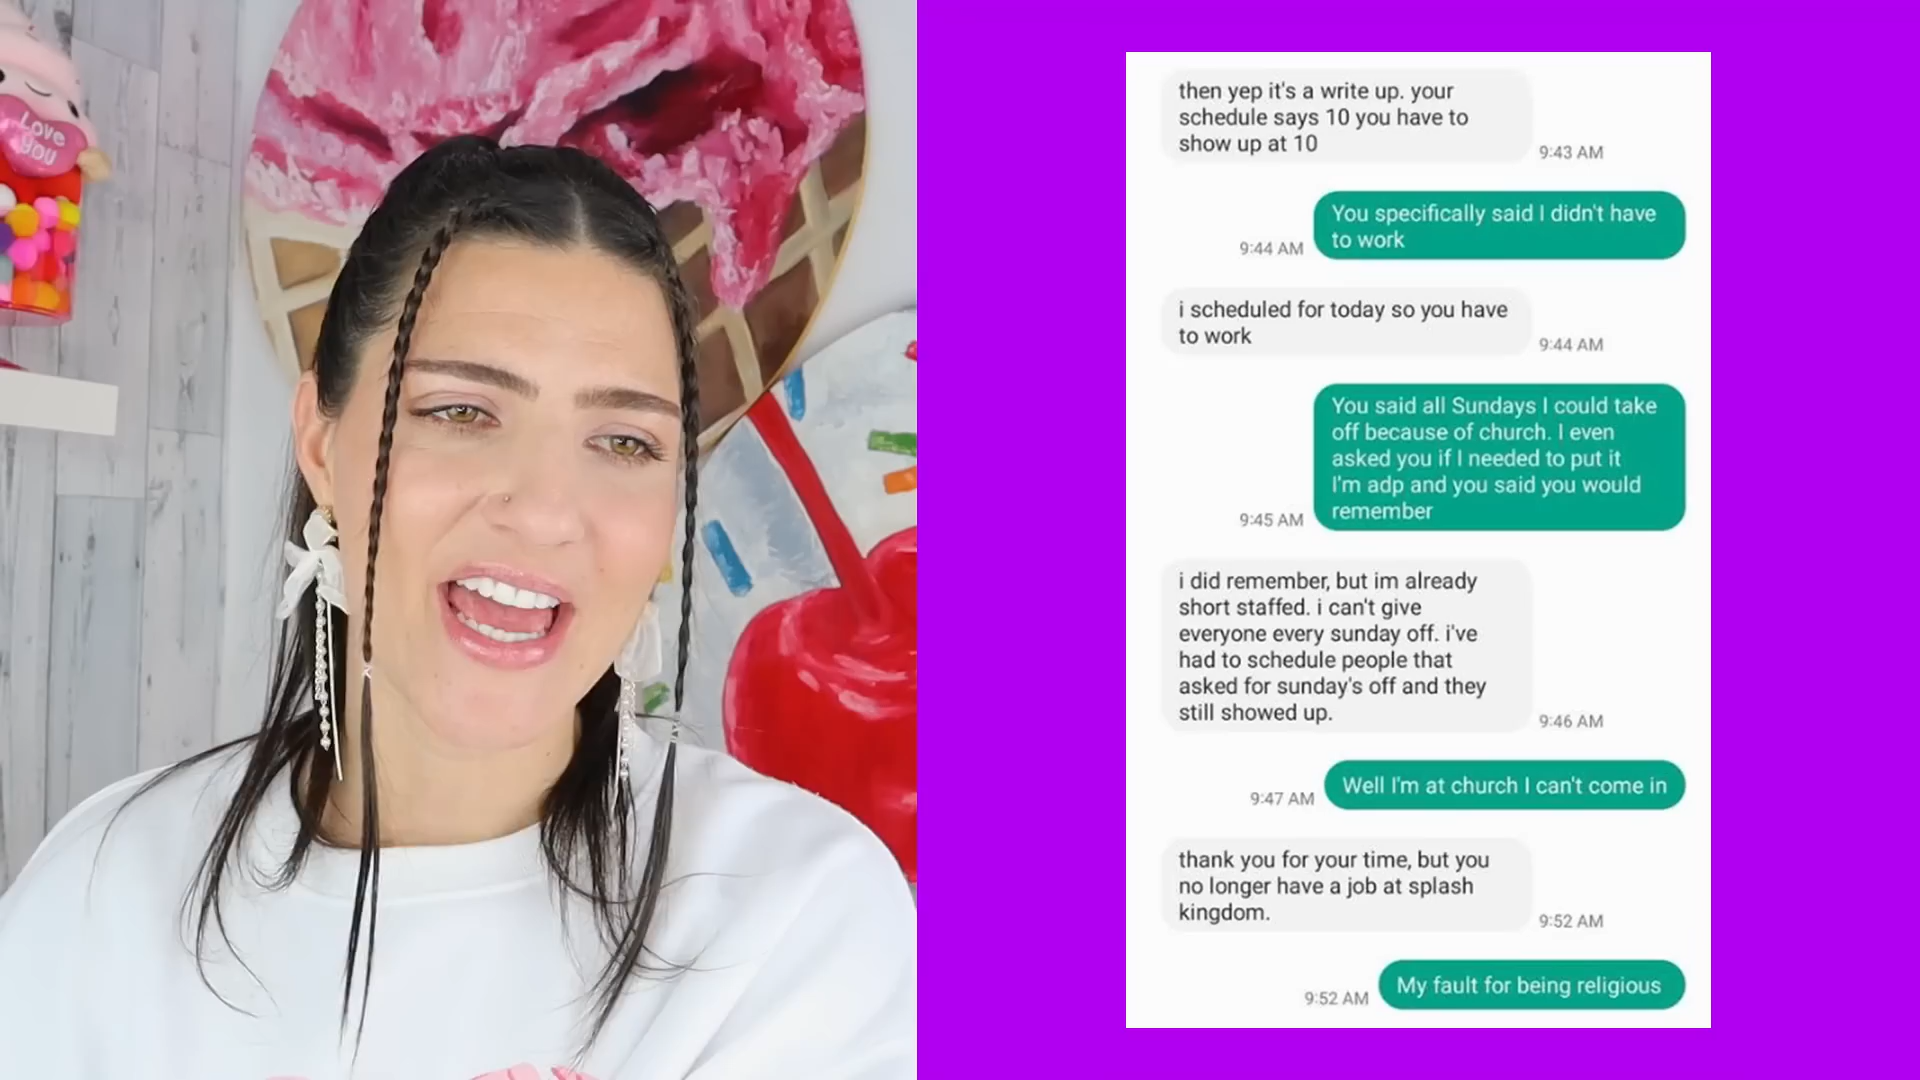 Love
you
then yep it's a write up. your
schedule says 10 you have to
show up at 10
9:43 AM
You specifically said I didn't have
to work
9:44 AM
i scheduled for today so you have
to work
9:44 AM
You said all Sundays I could take
off because of church. I even
asked you if I needed to put it
I'm adp and you said you would
remember
9:45 AM
i did remember, but im already
short staffed. i can't give
everyone every sunday off. i've
had to schedule people that
asked for sunday's off and they
still showed up.
9:46 AM
Well I'm at church I can't come in
9:47 AM
thank you for your time, but you
no longer have a job at splash
kingdom.
9:52 AM
My fault for being religious
9:52 AM